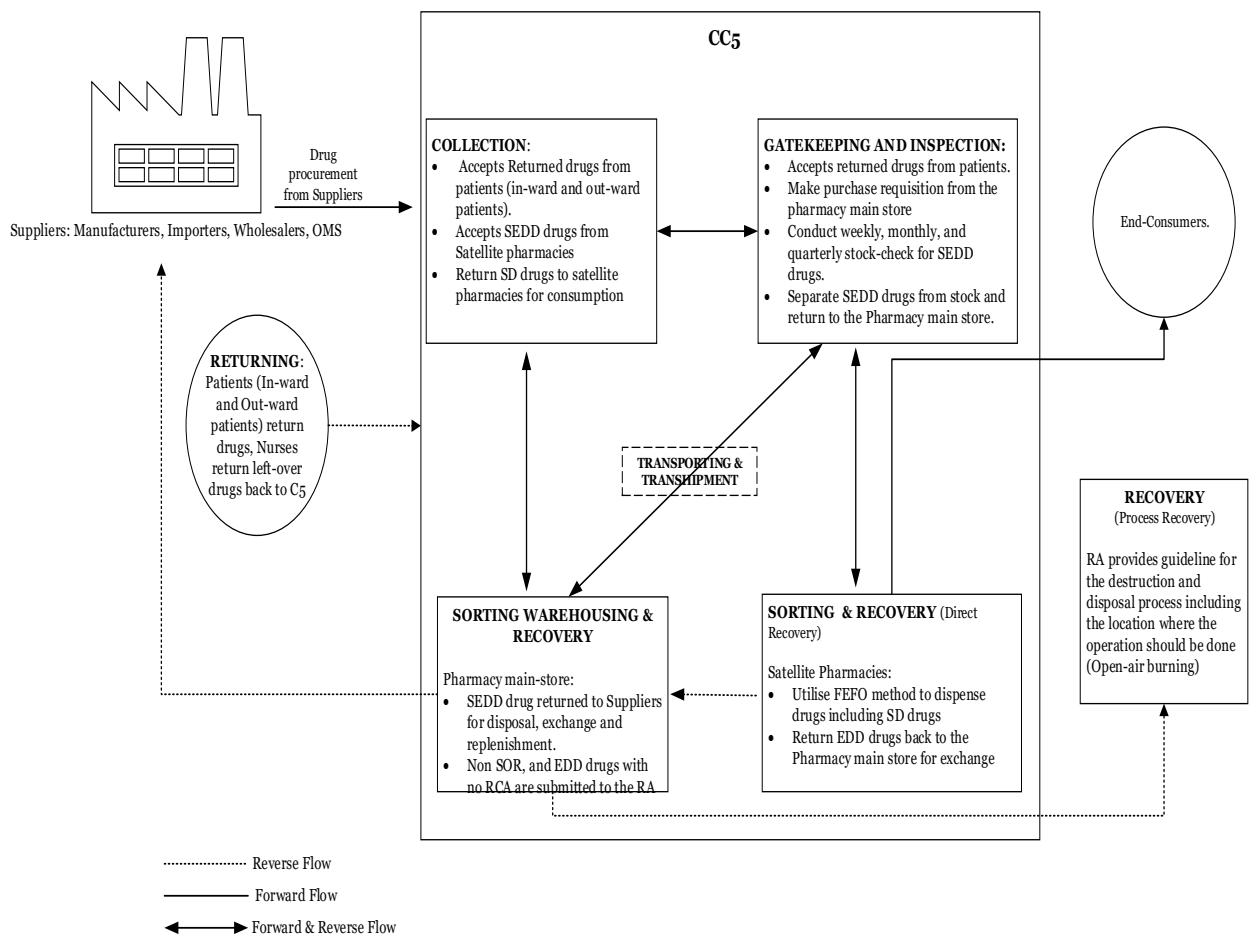 CC5
Drug
procurement
from Suppliers
Suppliers: Manufacturers, Importers, Wholesalers, OMS
COLLECTION:
• Accepts Returned drugs from
patients (in-ward and out-ward
patients).
• Accepts SEDD drugs from
Satellite pharmacies
• Return SD drugs to satellite
pharmacies for consumption
GATEKEEPING AND INSPECTION:
• Accepts returned drugs from patients.
• Make purchase requisition from the
pharmacy main store
• Conduct weekly, monthly, and
quarterly stock-check for SEDD
drugs.
• Separate SEDD drugs from stock and
return to the Pharmacy main store.
End-Consumers.
RETURNING:
Patients (In-ward
and Out-ward
patients) return
drugs, Nurses
return left-over
drugs back to C5
TRANSPORTING &
TRANSHIPMENT
SORTING WAREHOUSING &
RECOVERY
Pharmacy main-store:
• SEDD drug returned to Suppliers
for disposal, exchange and
replenishment.
• Non SOR, and EDD drugs with
no RCA are submitted to the RA
SORTING & RECOVERY (Direct
Recovery)
Satellite Pharmacies:
• Utilise FEFO method to dispense
drugs including SD drugs
• Return EDD drugs back to the
Pharmacy main store for exchange
RECOVERY
(Process Recovery)
RA provides guideline for
the destruction and
disposal process including
the location where the
operation should be done
(Open-air burning)
Reverse Flow
Forward Flow
Forward & Reverse Flow